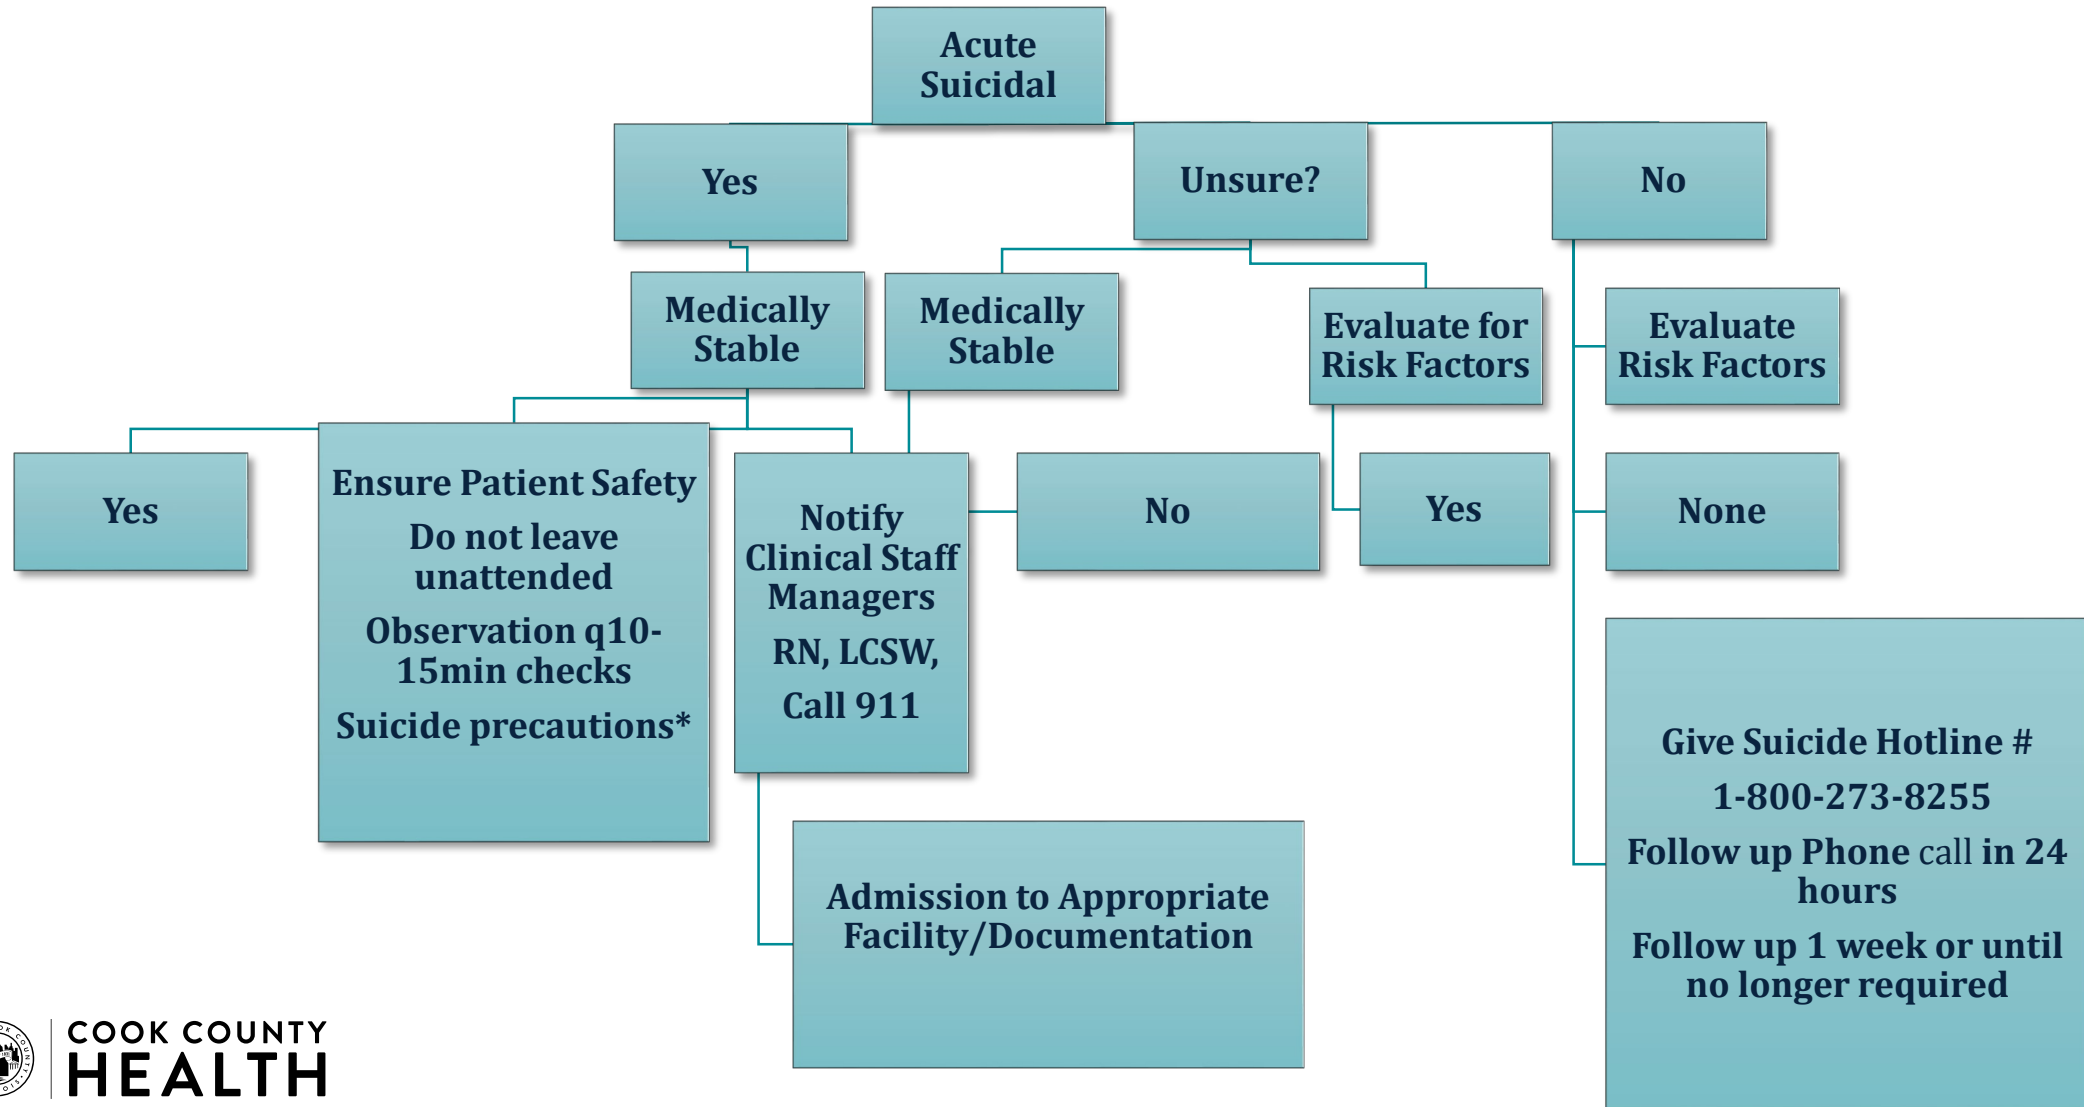 Acute
Suicidal
Yes
Unsure?
No
Medically
Stable
Medically
Stable
Evaluate for
Risk Factors
Evaluate
Risk Factors
Yes
Ensure Patient Safety
Do not leave
unattended
Observation q10-
15min checks
Suicide precautions*
Notify
Clinical Staff
Managers
RN, LCSW,
Call 911
No
Yes
None
Admission to Appropriate
Facility/Documentation
Give Suicide Hotline #
1-800-273-8255
Follow up Phone call in 24
hours
Follow up 1 week or until
no longer required
COOK COUNTY
HEALTH